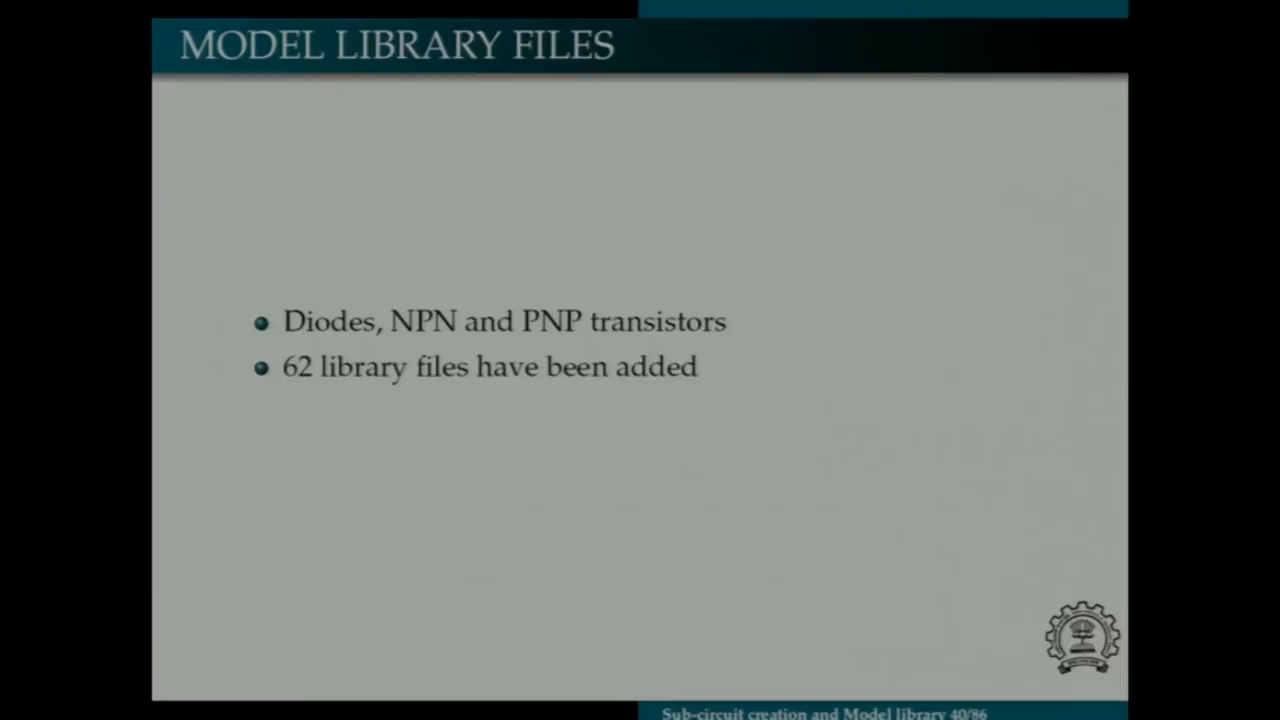 MODEL LIBRARY FILES
Diodes, NPN and PNP transistors
62 library files have been added
Sub-circuit creation and Model library 40/86